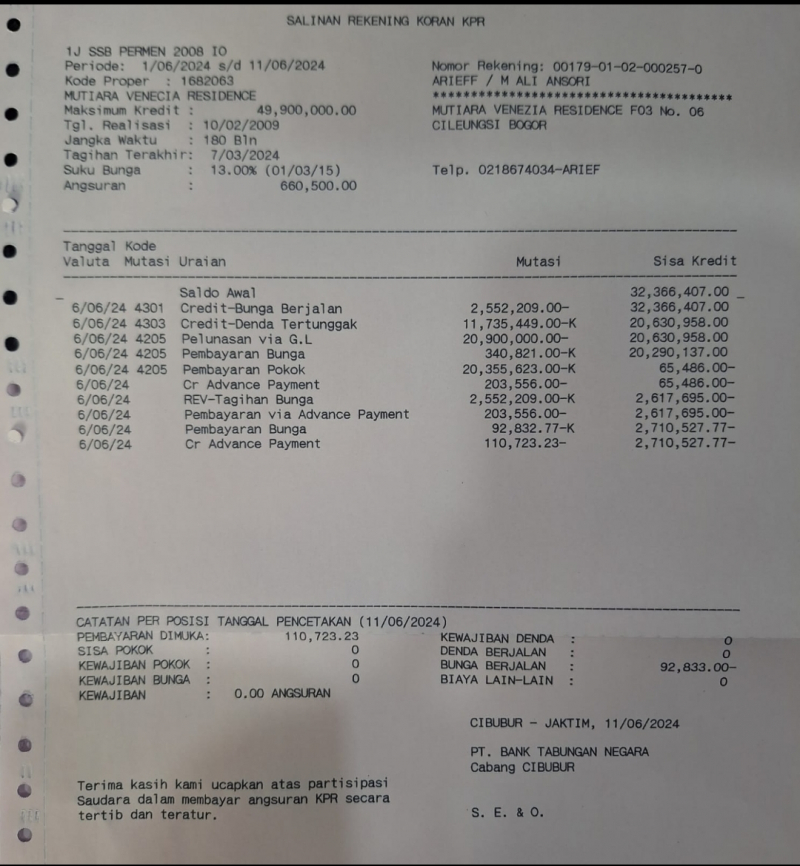 SALINAN REKENING KORAN KPR
1J SSB PERMEN 2008 IO
Periode: 1/06/2024 s/d 11/06/2024 Nomor Rekening: 00179-01-02-000257-0
Kode Proper : 1682063 ARIEFF / M ALI ANSORI
MUTIARA VENECIA RESIDENCE ****************************************
Maksimum Kredit : 49,900,000.00 MUTIARA VENEZIA RESIDENCE F03 No. 06
Tgl. Realisasi : 10/02/2009 CILEUNGSI BOGOR
Jangka Waktu : 180 Bln
Tagihan Terakhir: 7/03/2024
Suku Bunga : 13.00% (01/03/15) Telp. 0218674034-ARIEF
Angsuran : 660,500.00
Tanggal Kode
Valuta Mutasi Uraian Mutasi Sisa Kredit
Saldo Awal 32,366,407.00
6/06/24 4301 Credit-Bunga Berjalan 2,552,209.00- 32,366,407.00
6/06/24 4303 Credit-Denda Tertunggak 11,735,449.00-K 20,630,958.00
6/06/24 4205 Pelunasan via G.L 20,900,000.00- 20,630,958.00
6/06/24 4205 Pembayaran Bunga 340,821.00-K 20,290,137.00
6/06/24 4205 Pembayaran Pokok 20,355,623.00-K 65,486.00-
6/06/24 Cr Advance Payment 203,556.00- 65,486.00-
6/06/24 REV-Tagihan Bunga 2,552,209.00-K 2,617,695.00-
6/06/24 Pembayaran via Advance Payment 203,556.00- 2,617,695.00-
6/06/24 Pembayaran Bunga 92,832.77-K 2,710,527.77-
6/06/24 Cr Advance Payment 110,723.23- 2,710,527.77-
CATATAN PER POSISI TANGGAL PENCETAKAN (11/06/2024)
PEMBAYARAN DIMUKA: 110,723.23 KEWAJIBAN DENDA : 0
SISA POKOK : 0 DENDA BERJALAN : 0
KEWAJIBAN POKOK : 0 BUNGA BERJALAN : 92,833.00-
KEWAJIBAN BUNGA : 0 BIAYA LAIN-LAIN : 0
KEWAJIBAN : 0.00 ANGSURAN
CIBUBUR - JAKTIM, 11/06/2024
PT. BANK TABUNGAN NEGARA
Cabang CIBUBUR
Terima kasih kami ucapkan atas partisipasi
Saudara dalam membayar angsuran KPR secara
tertib dan teratur. S. E. & O.